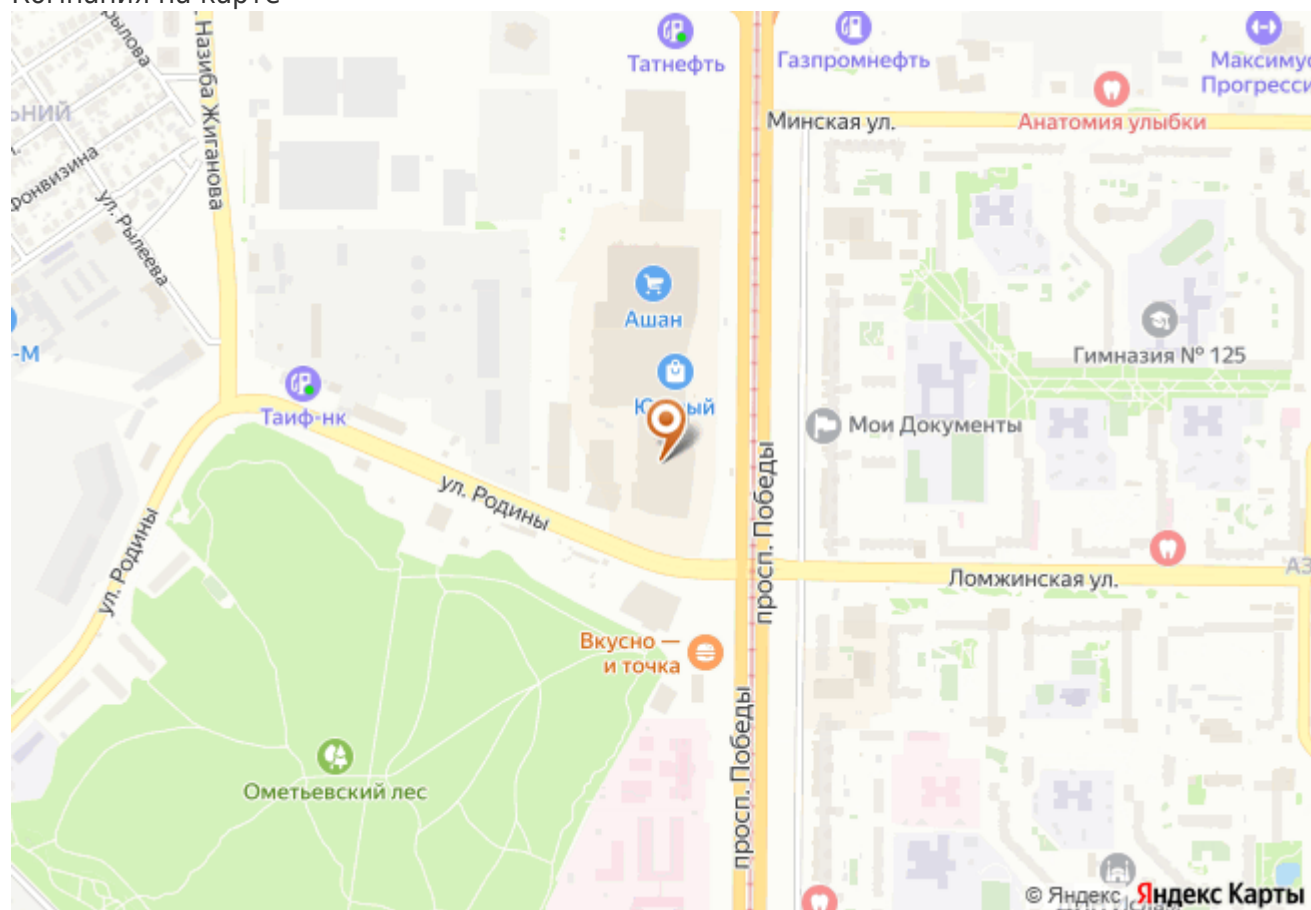 Компания на карте
Назиба Жиганова
Татнефть
Газпромнефть
Прогресси
Минская ул.
Анатомия улыбки
ул. Рылеева
Ашан
-М
Гимназия № 125
Таиф-нк
Мои Документы
ул. Родины
просп. Победы
ул. Родины
Ломжинская ул.
Вкусно —
и точка
просп. Победы
Ометьевский лес
© Яндекс Яндекс Карты